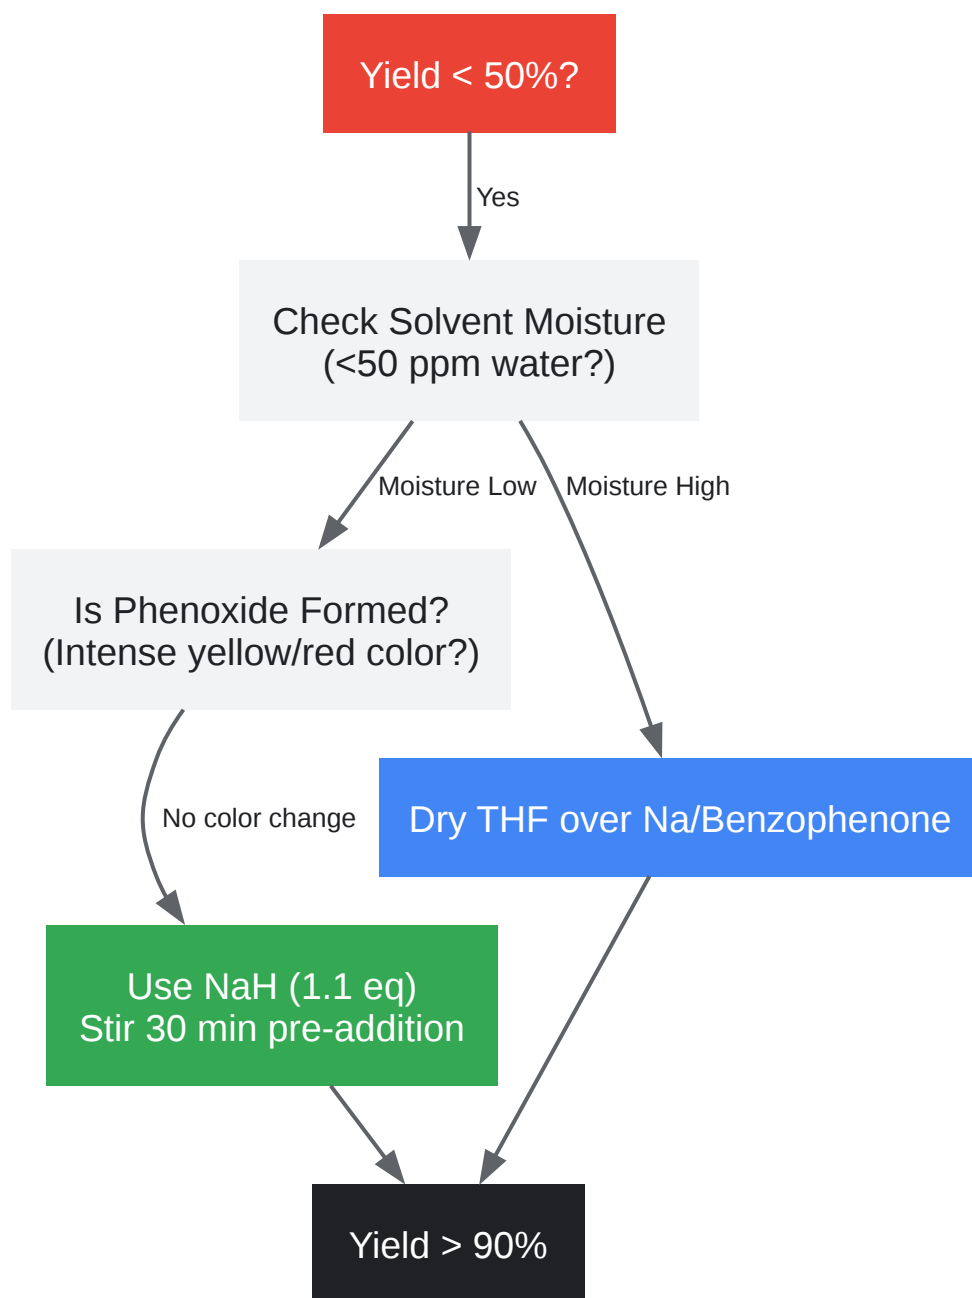 Yield < 50%?
Yes
Check Solvent Moisture
(<50 ppm water?)
Moisture Low
Moisture High
Is Phenoxide Formed?
(Intense yellow/red color?)
No color change
Dry THF over Na/Benzophenone
Use NaH (1.1 eq)
Stir 30 min pre-addition
Yield > 90%